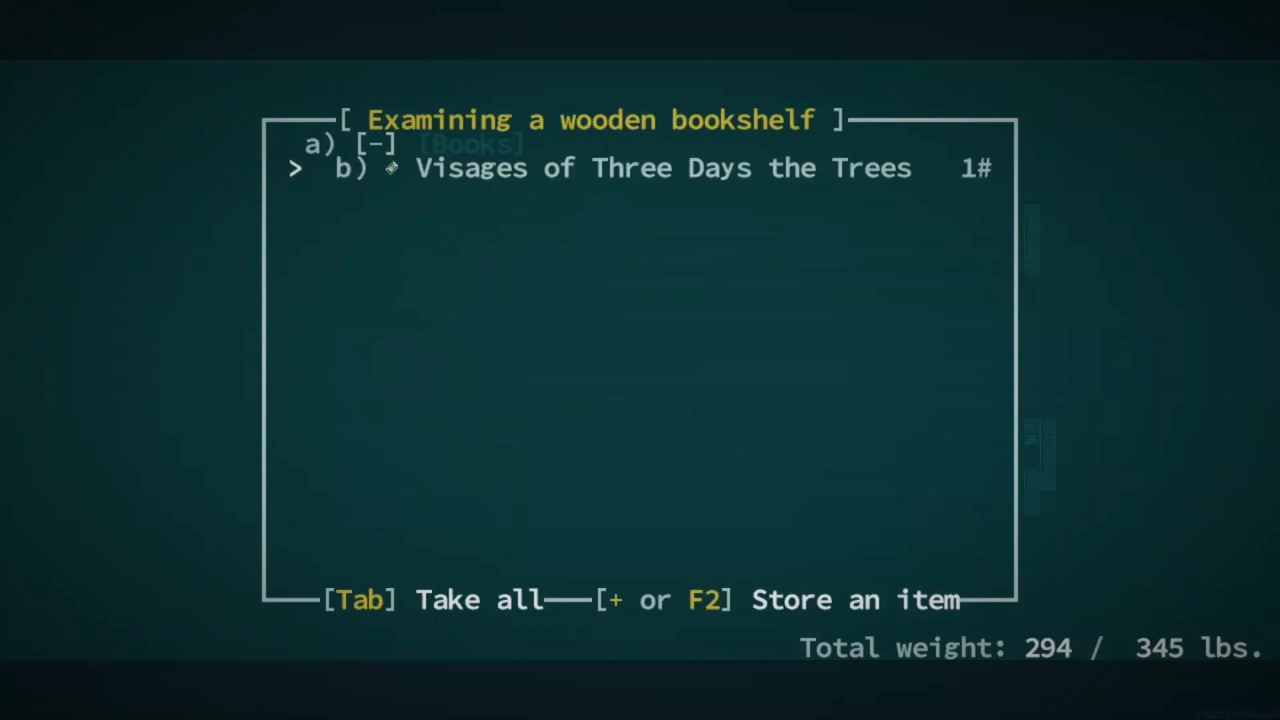 [ Examining a wooden bookshelf ]
a) [-] [Books]
> b) Visages of Three Days the Trees 1#
[Tab] Take all [+ or F2] Store an item
Total weight: 294 / 345 lbs.